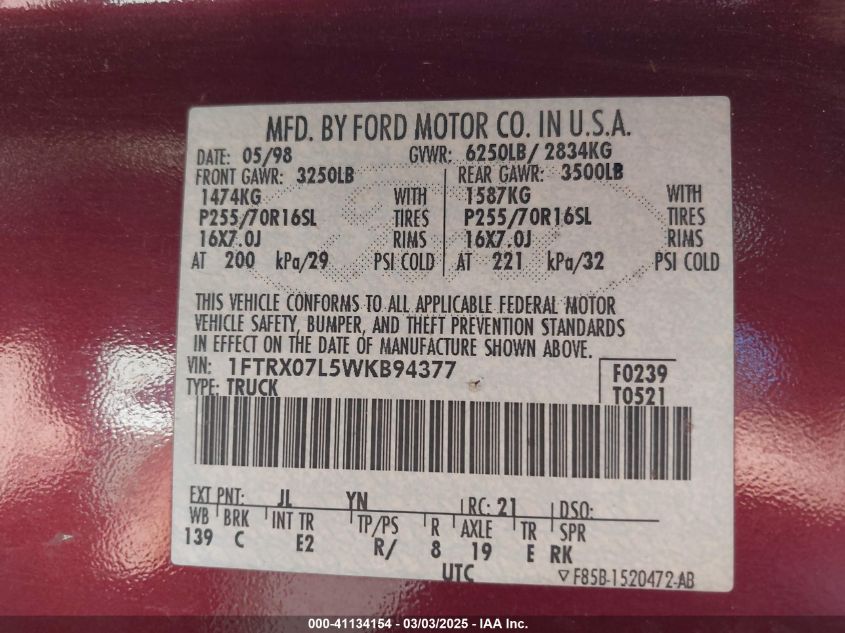 MFD. BY FORD MOTOR CO. IN U.S.A.
DATE: 05/98 GVWR: 6250LB/ 2834KG
FRONT GAWR: 3250LB REAR GAWR: 3500LB
1474KG WITH 1587KG WITH
P255/70R16SL TIRES P255/70R16SL TIRES
16X7.0J RIMS 16X7.0J RIMS
AT 200 kPa/29 PSI COLD AT 221 kPa/32 PSI COLD
THIS VEHICLE CONFORMS TO ALL APPLICABLE FEDERAL MOTOR
VEHICLE SAFETY, BUMPER, AND THEFT PREVENTION STANDARDS
IN EFFECT ON THE DATE OF MANUFACTURE SHOWN ABOVE.
VIN: 1FTRX07L5WKB94377 F0239
TYPE: TRUCK T0521
EXT PNT: JL YN RC: 21 DSO:
WB BRK INT TR TP/PS R AXLE TR SPR
139 C E2 R/ 8 19 E RK
UTC ▽ F85B-1520472-AB
000-41134154 - 03/03/2025 - IAA Inc.